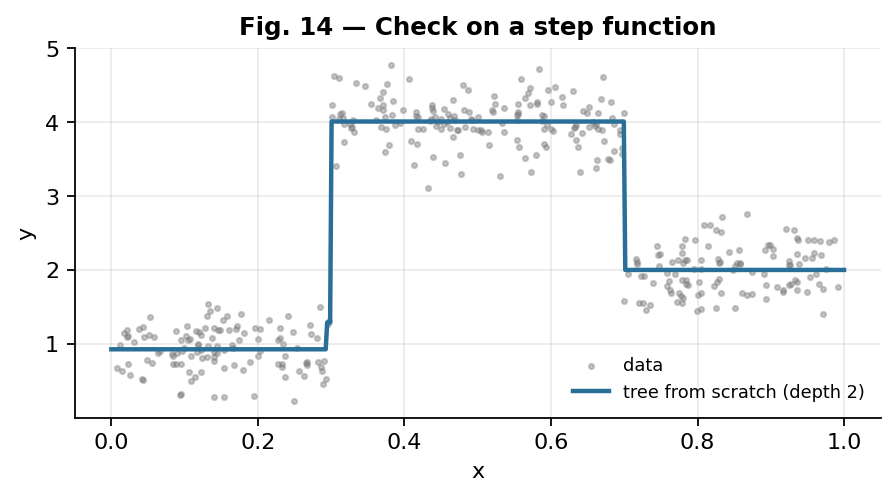 Fig. 14 — Check on a step function
5
4
3
2
1
y
data
tree from scratch (depth 2)
0.0 0.2 0.4 0.6 0.8 1.0
x